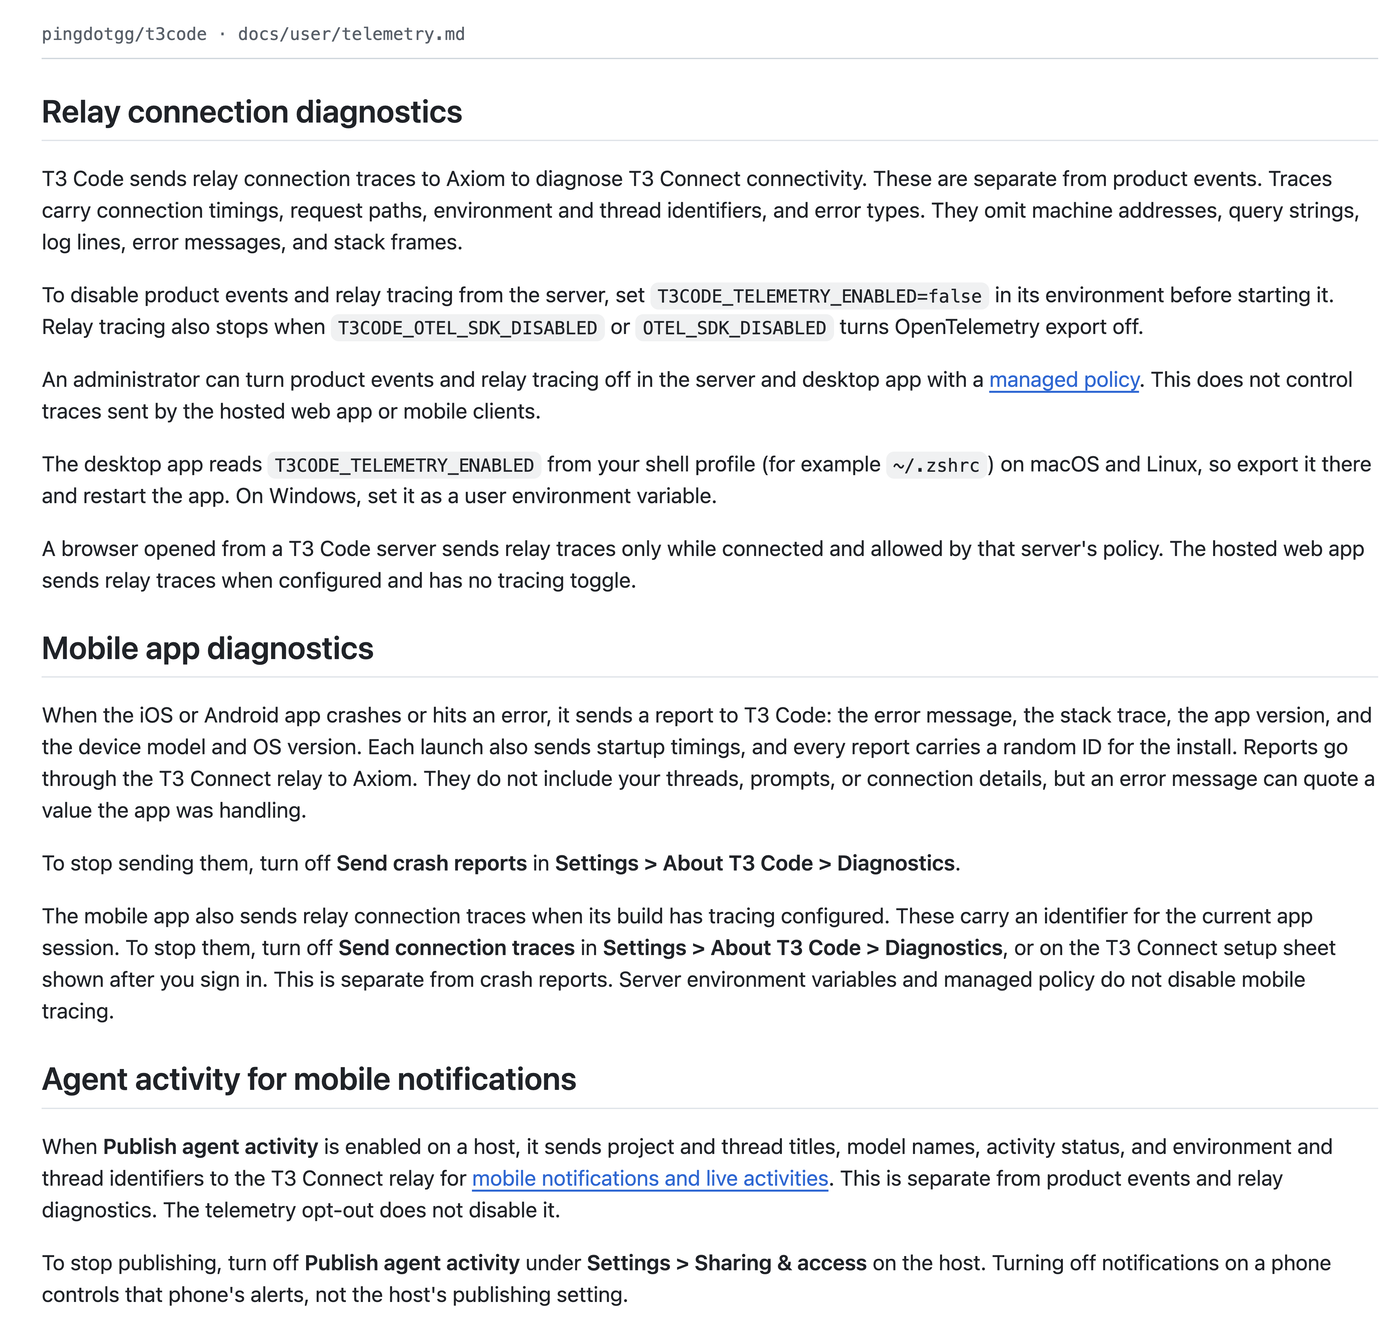 pingdotgg/t3code · docs/user/telemetry.md
Relay connection diagnostics
T3 Code sends relay connection traces to Axiom to diagnose T3 Connect connectivity. These are separate from product events. Traces
carry connection timings, request paths, environment and thread identifiers, and error types. They omit machine addresses, query strings,
log lines, error messages, and stack frames.
To disable product events and relay tracing from the server, set T3CODE_TELEMETRY_ENABLED=false in its environment before starting it.
Relay tracing also stops when T3CODE_OTEL_SDK_DISABLED or OTEL_SDK_DISABLED turns OpenTelemetry export off.
An administrator can turn product events and relay tracing off in the server and desktop app with a managed policy. This does not control
traces sent by the hosted web app or mobile clients.
The desktop app reads T3CODE_TELEMETRY_ENABLED from your shell profile (for example ~/.zshrc) on macOS and Linux, so export it there
and restart the app. On Windows, set it as a user environment variable.
A browser opened from a T3 Code server sends relay traces only while connected and allowed by that server's policy. The hosted web app
sends relay traces when configured and has no tracing toggle.
Mobile app diagnostics
When the iOS or Android app crashes or hits an error, it sends a report to T3 Code: the error message, the stack trace, the app version, and
the device model and OS version. Each launch also sends startup timings, and every report carries a random ID for the install. Reports go
through the T3 Connect relay to Axiom. They do not include your threads, prompts, or connection details, but an error message can quote a
value the app was handling.
To stop sending them, turn off Send crash reports in Settings > About T3 Code > Diagnostics.
The mobile app also sends relay connection traces when its build has tracing configured. These carry an identifier for the current app
session. To stop them, turn off Send connection traces in Settings > About T3 Code > Diagnostics, or on the T3 Connect setup sheet
shown after you sign in. This is separate from crash reports. Server environment variables and managed policy do not disable mobile
tracing.
Agent activity for mobile notifications
When Publish agent activity is enabled on a host, it sends project and thread titles, model names, activity status, and environment and
thread identifiers to the T3 Connect relay for mobile notifications and live activities. This is separate from product events and relay
diagnostics. The telemetry opt-out does not disable it.
To stop publishing, turn off Publish agent activity under Settings > Sharing & access on the host. Turning off notifications on a phone
controls that phone's alerts, not the host's publishing setting.